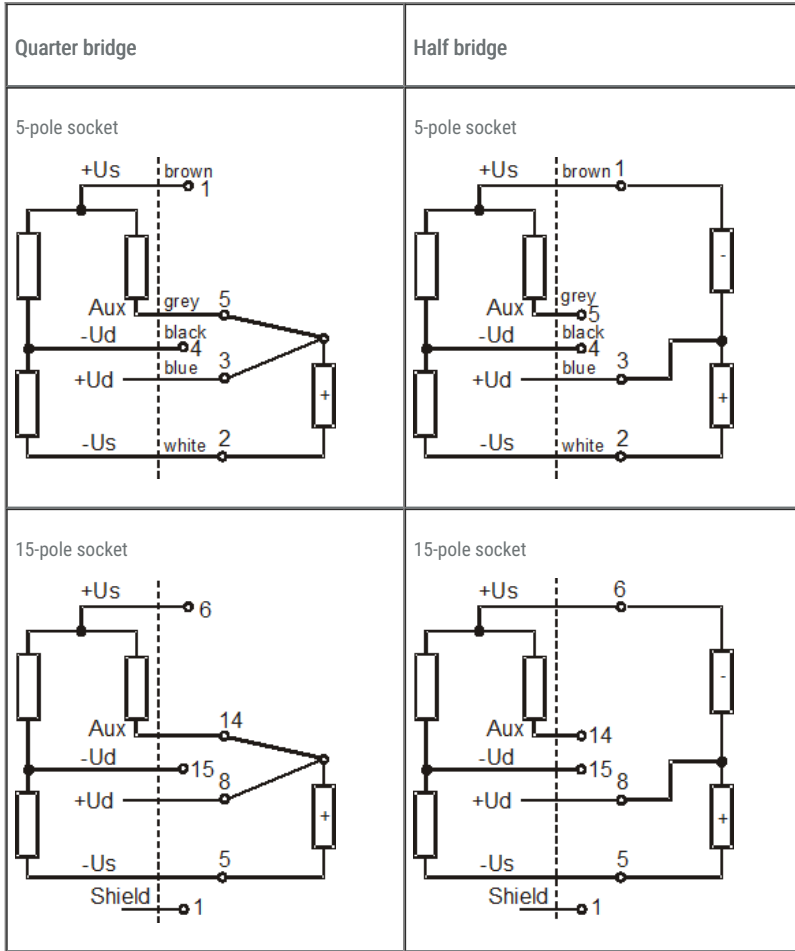 Quarter bridge
Half bridge
5-pole socket
+Us
brown
1
Aux
grey
5
-Ud
black
4
+Ud
blue
3
+
-Us
white
2
5-pole socket
+Us
brown 1
-
Aux
grey
5
-Ud
black
4
+Ud
blue
3
+
-Us
white
2
15-pole socket
+Us
6
Aux
14
-Ud
15
+Ud
8
+
-Us
5
Shield
1
15-pole socket
+Us
6
-
Aux
14
-Ud
15
+Ud
8
+
-Us
5
Shield
1